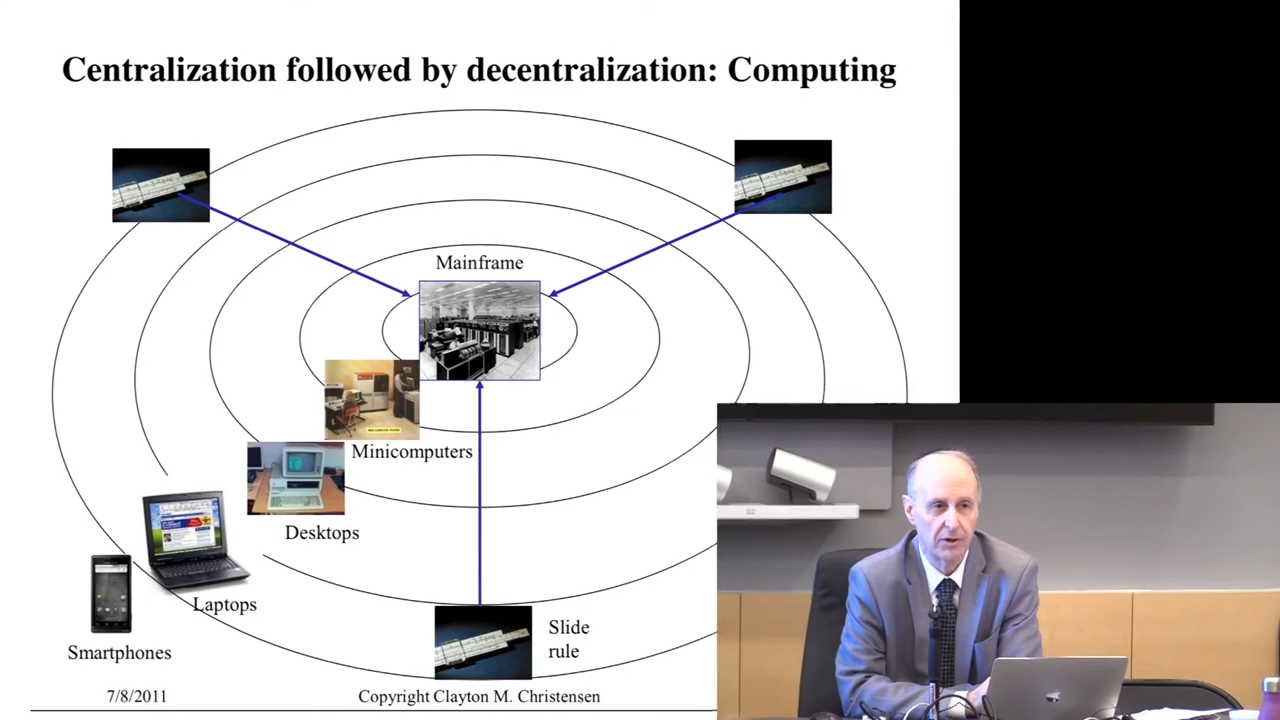 Centralization followed by decentralization: Computing
Mainframe
Minicomputers
Desktops
Laptops
Slide
rule
Smartphones
7/8/2011
Copyright Clayton M. Christensen